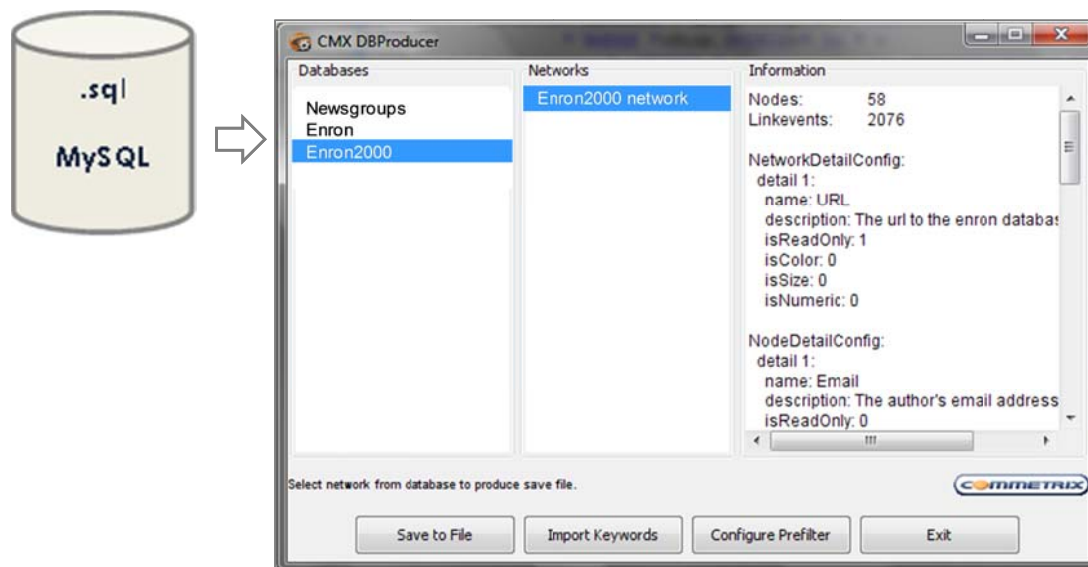 .sql
MySQL
CMX DBProducer
Databases
Newsgroups
Enron
Enron2000
Networks
Enron2000 network
Information
Nodes: 58
Linkevents: 2076
NetworkDetailConfig:
detail 1:
name: URL
description: The url to the enron databas
isReadOnly: 1
isColor: 0
isSize: 0
isNumeric: 0
NodeDetailConfig:
detail 1:
name: Email
description: The author's email address
isReadOnly: 0
Select network from database to produce save file.
COMMETRIX
Save to File
Import Keywords
Configure Prefilter
Exit